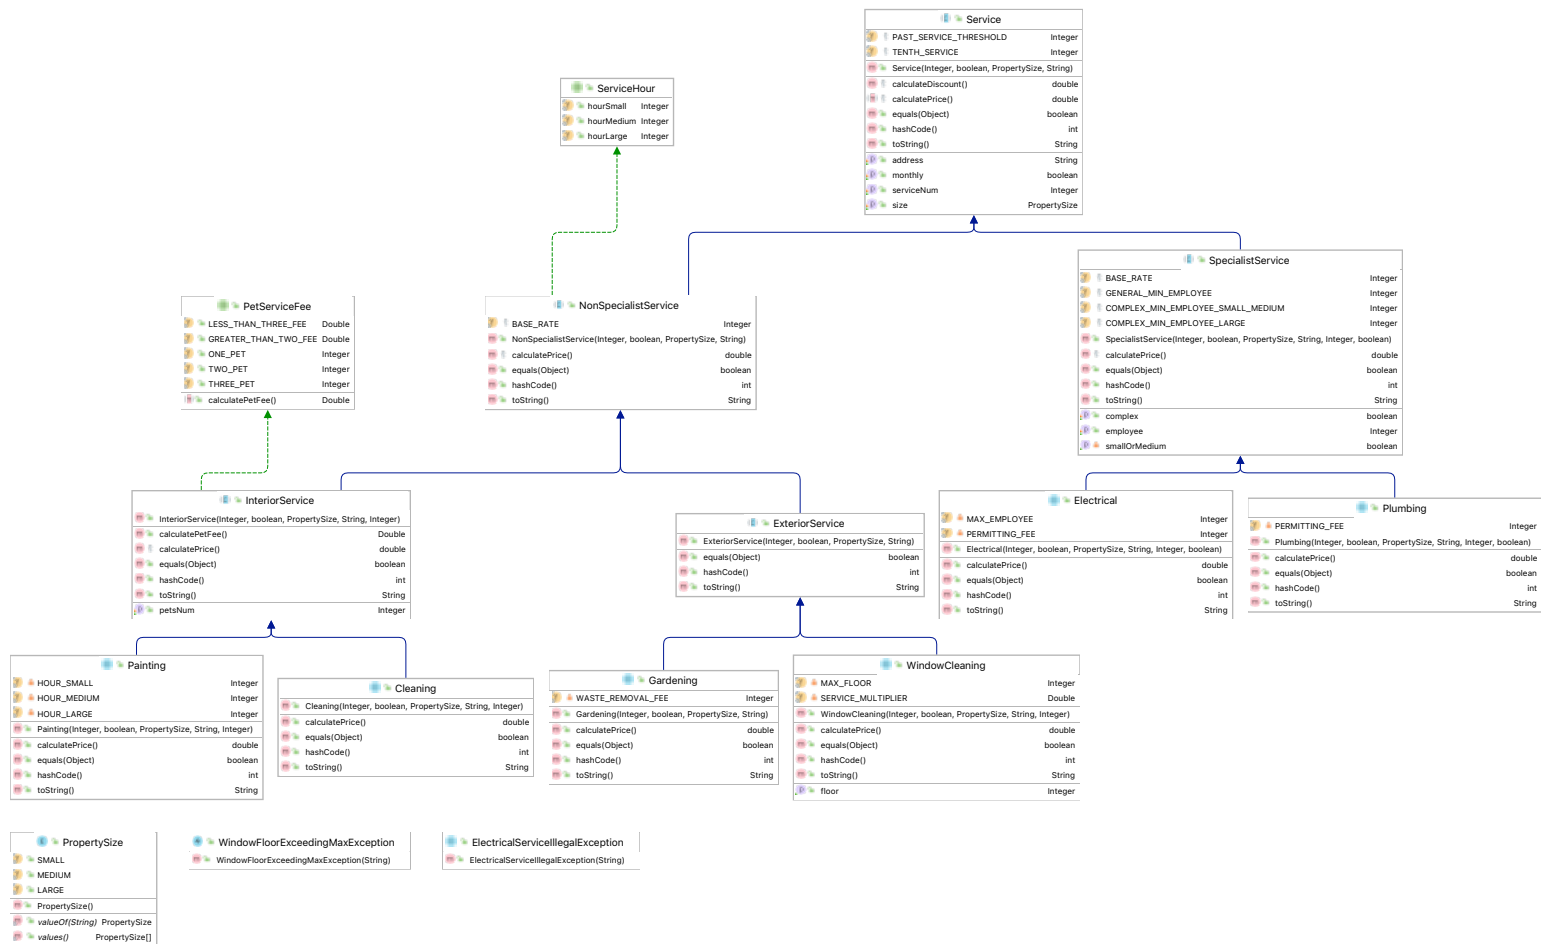 Service
PAST_SERVICE_THRESHOLD Integer
TENTH_SERVICE Integer
Service(Integer, boolean, PropertySize, String)
calculateDiscount() double
calculatePrice() double
equals(Object) boolean
hashCode() int
toString() String
address String
monthly boolean
serviceNum Integer
size PropertySize
ServiceHour
hourSmall Integer
hourMedium Integer
hourLarge Integer
SpecialistService
BASE_RATE Integer
GENERAL_MIN_EMPLOYEE Integer
COMPLEX_MIN_EMPLOYEE_SMALL_MEDIUM Integer
COMPLEX_MIN_EMPLOYEE_LARGE Integer
SpecialistService(Integer, boolean, PropertySize, String, Integer, boolean)
calculatePrice() double
equals(Object) boolean
hashCode() int
toString() String
complex boolean
employee Integer
smallOrMedium boolean
PetServiceFee
LESS_THAN_THREE_FEE Double
GREATER_THAN_TWO_FEE Double
ONE_PET Integer
TWO_PET Integer
THREE_PET Integer
calculatePetFee() Double
NonSpecialistService
BASE_RATE Integer
NonSpecialistService(Integer, boolean, PropertySize, String)
calculatePrice() double
equals(Object) boolean
hashCode() int
toString() String
InteriorService
InteriorService(Integer, boolean, PropertySize, String, Integer)
calculatePetFee() Double
calculatePrice() double
equals(Object) boolean
hashCode() int
toString() String
petsNum Integer
ExteriorService
ExteriorService(Integer, boolean, PropertySize, String)
equals(Object) boolean
hashCode() int
toString() String
Electrical
MAX_EMPLOYEE Integer
PERMITTING_FEE Integer
Electrical(Integer, boolean, PropertySize, String, Integer, boolean)
calculatePrice() double
equals(Object) boolean
hashCode() int
toString() String
Plumbing
PERMITTING_FEE Integer
Plumbing(Integer, boolean, PropertySize, String, Integer, boolean)
calculatePrice() double
equals(Object) boolean
hashCode() int
toString() String
Painting
HOUR_SMALL Integer
HOUR_MEDIUM Integer
HOUR_LARGE Integer
Painting(Integer, boolean, PropertySize, String, Integer)
calculatePrice() double
equals(Object) boolean
hashCode() int
toString() String
Cleaning
Cleaning(Integer, boolean, PropertySize, String, Integer)
calculatePrice() double
equals(Object) boolean
hashCode() int
toString() String
Gardening
WASTE_REMOVAL_FEE Integer
Gardening(Integer, boolean, PropertySize, String)
calculatePrice() double
equals(Object) boolean
hashCode() int
toString() String
WindowCleaning
MAX_FLOOR Integer
SERVICE_MULTIPLIER Double
WindowCleaning(Integer, boolean, PropertySize, String, Integer)
calculatePrice() double
equals(Object) boolean
hashCode() int
toString() String
floor Integer
PropertySize
SMALL
MEDIUM
LARGE
PropertySize()
valueOf(String) PropertySize
values() PropertySize[]
WindowFloorExceedingMaxException
WindowFloorExceedingMaxException(String)
ElectricalServiceIllegalException
ElectricalServiceIllegalException(String)